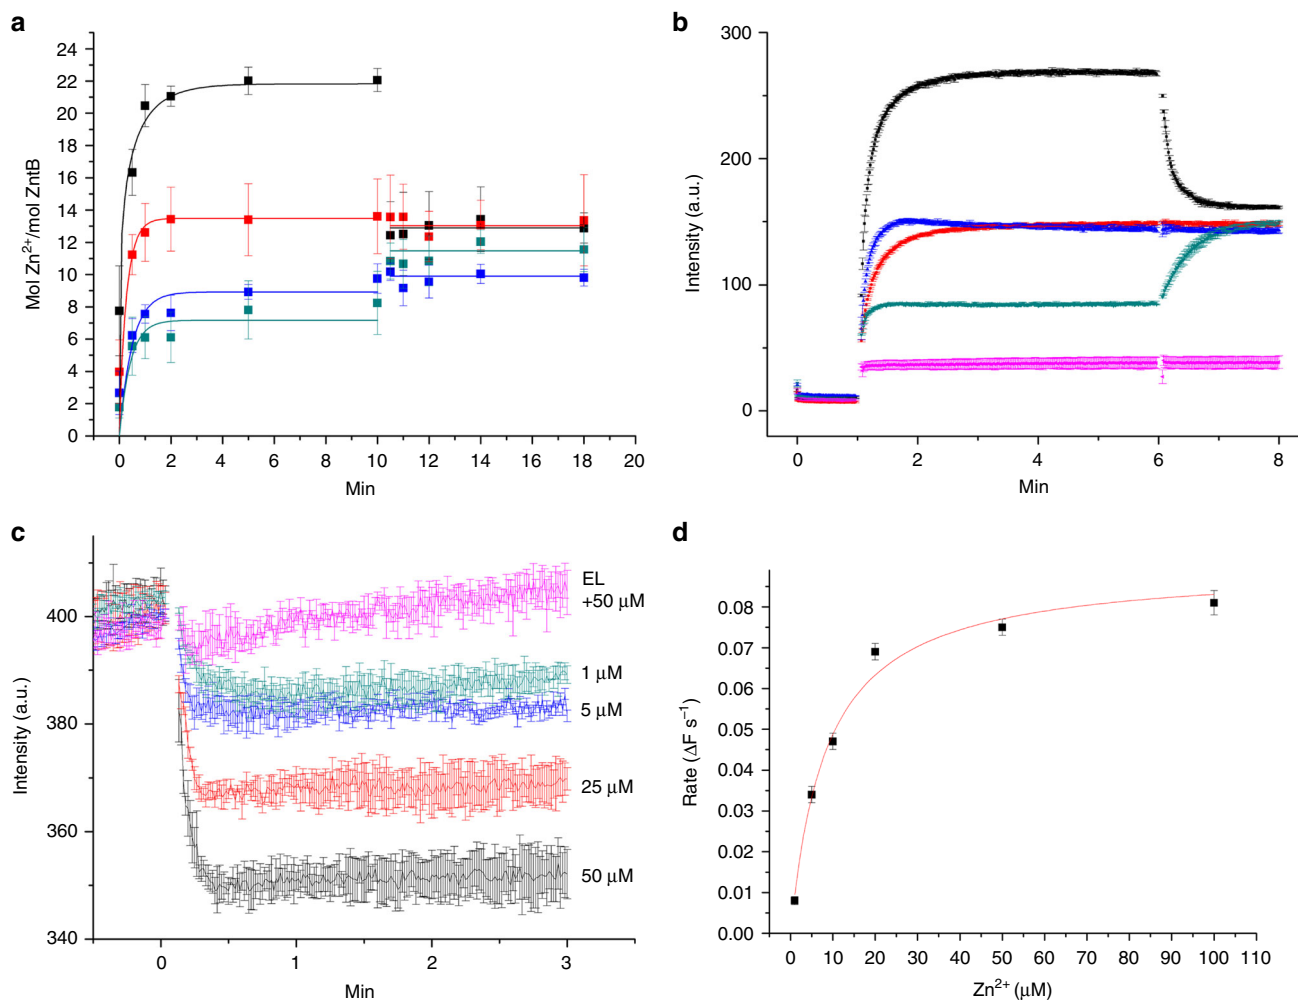 a
24
22
20
18
16
14
12
10
8
6
4
2
0
Mol Zn²⁺/mol ZntB
0 2 4 6 8 10 12 14 16 18 20
Min
b
300
200
100
0
Intensity (a.u.)
0 2 4 6 8
Min
c
400
380
360
340
Intensity (a.u.)
EL
+50 μM
1 μM
5 μM
25 μM
50 μM
0 1 2 3
Min
d
0.08
0.07
0.06
0.05
0.04
0.03
0.02
0.01
0.00
Rate (ΔF s⁻¹)
0 10 20 30 40 50 60 70 80 90 100 110
Zn²⁺ (μM)